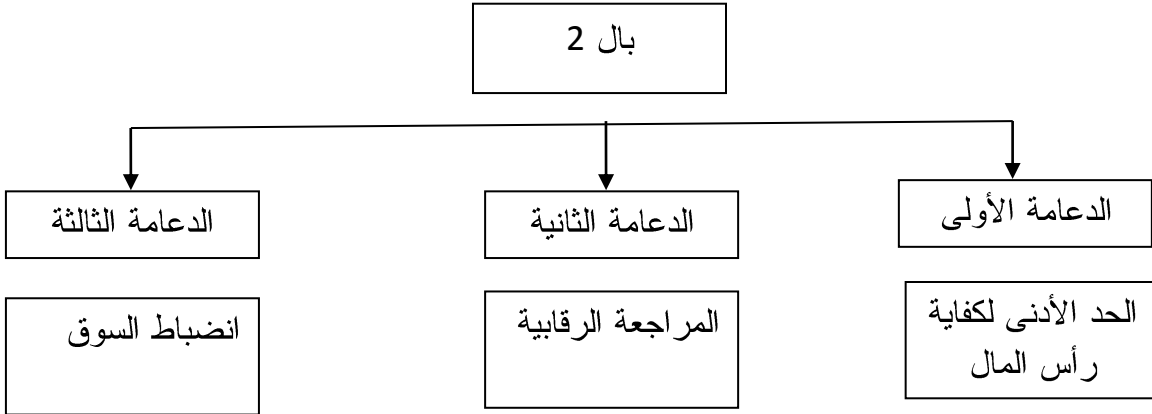 بال 2
الدعامة الأولى
الدعامة الثانية
الدعامة الثالثة
الحد الأدنى لكفاية
رأس المال
المراجعة الرقابية
انضباط السوق